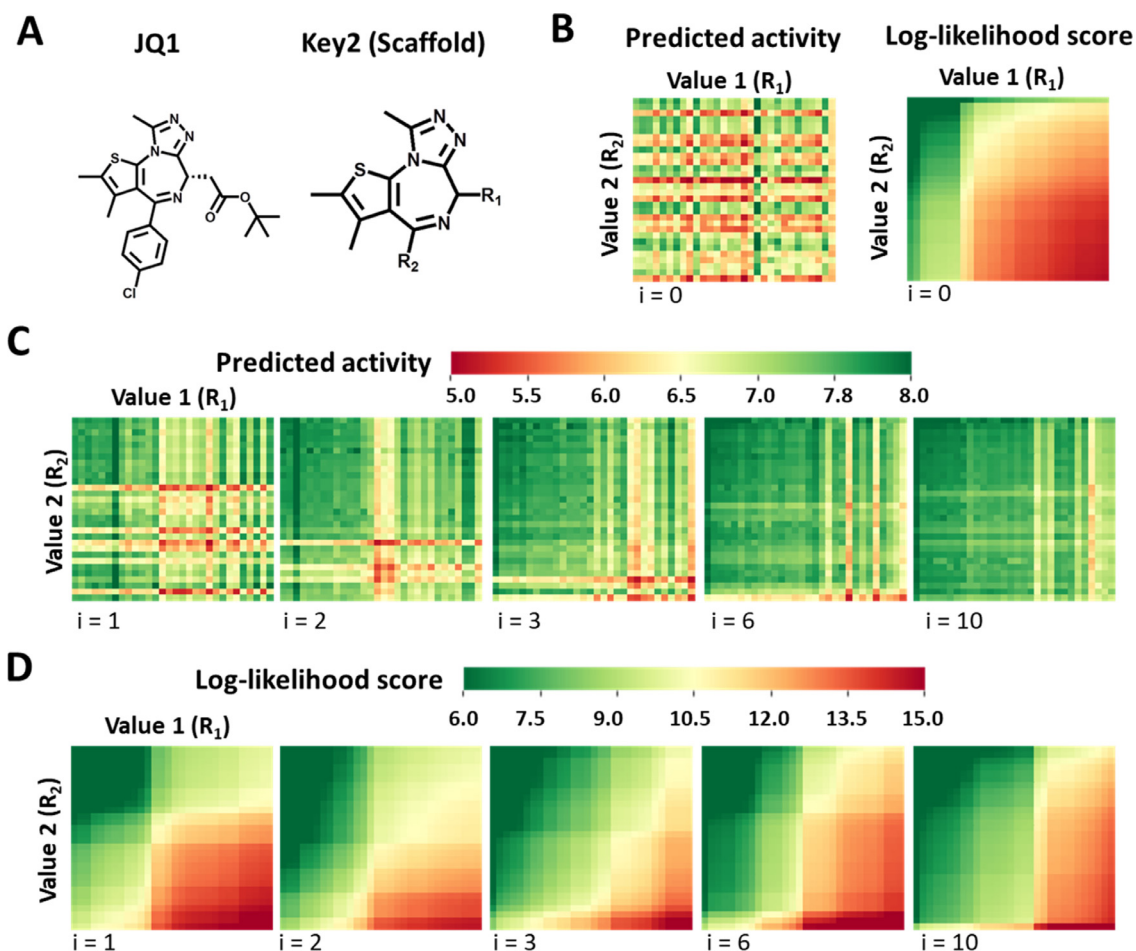 A
JQ1
Key2 (Scaffold)
N N
N
S
N
O
O
Cl
N N
N
S
R₁
N
R₂
B
Predicted activity
Log-likelihood score
Value 1 (R₁)
Value 1 (R₁)
Value 2 (R₂)
Value 2 (R₂)
i = 0
i = 0
C
Predicted activity
5.0 5.5 6.0 6.5 7.0 7.8 8.0
Value 1 (R₁)
Value 2 (R₂)
i = 1
i = 2
i = 3
i = 6
i = 10
D
Log-likelihood score
6.0 7.5 9.0 10.5 12.0 13.5 15.0
Value 1 (R₁)
Value 2 (R₂)
i = 1
i = 2
i = 3
i = 6
i = 10